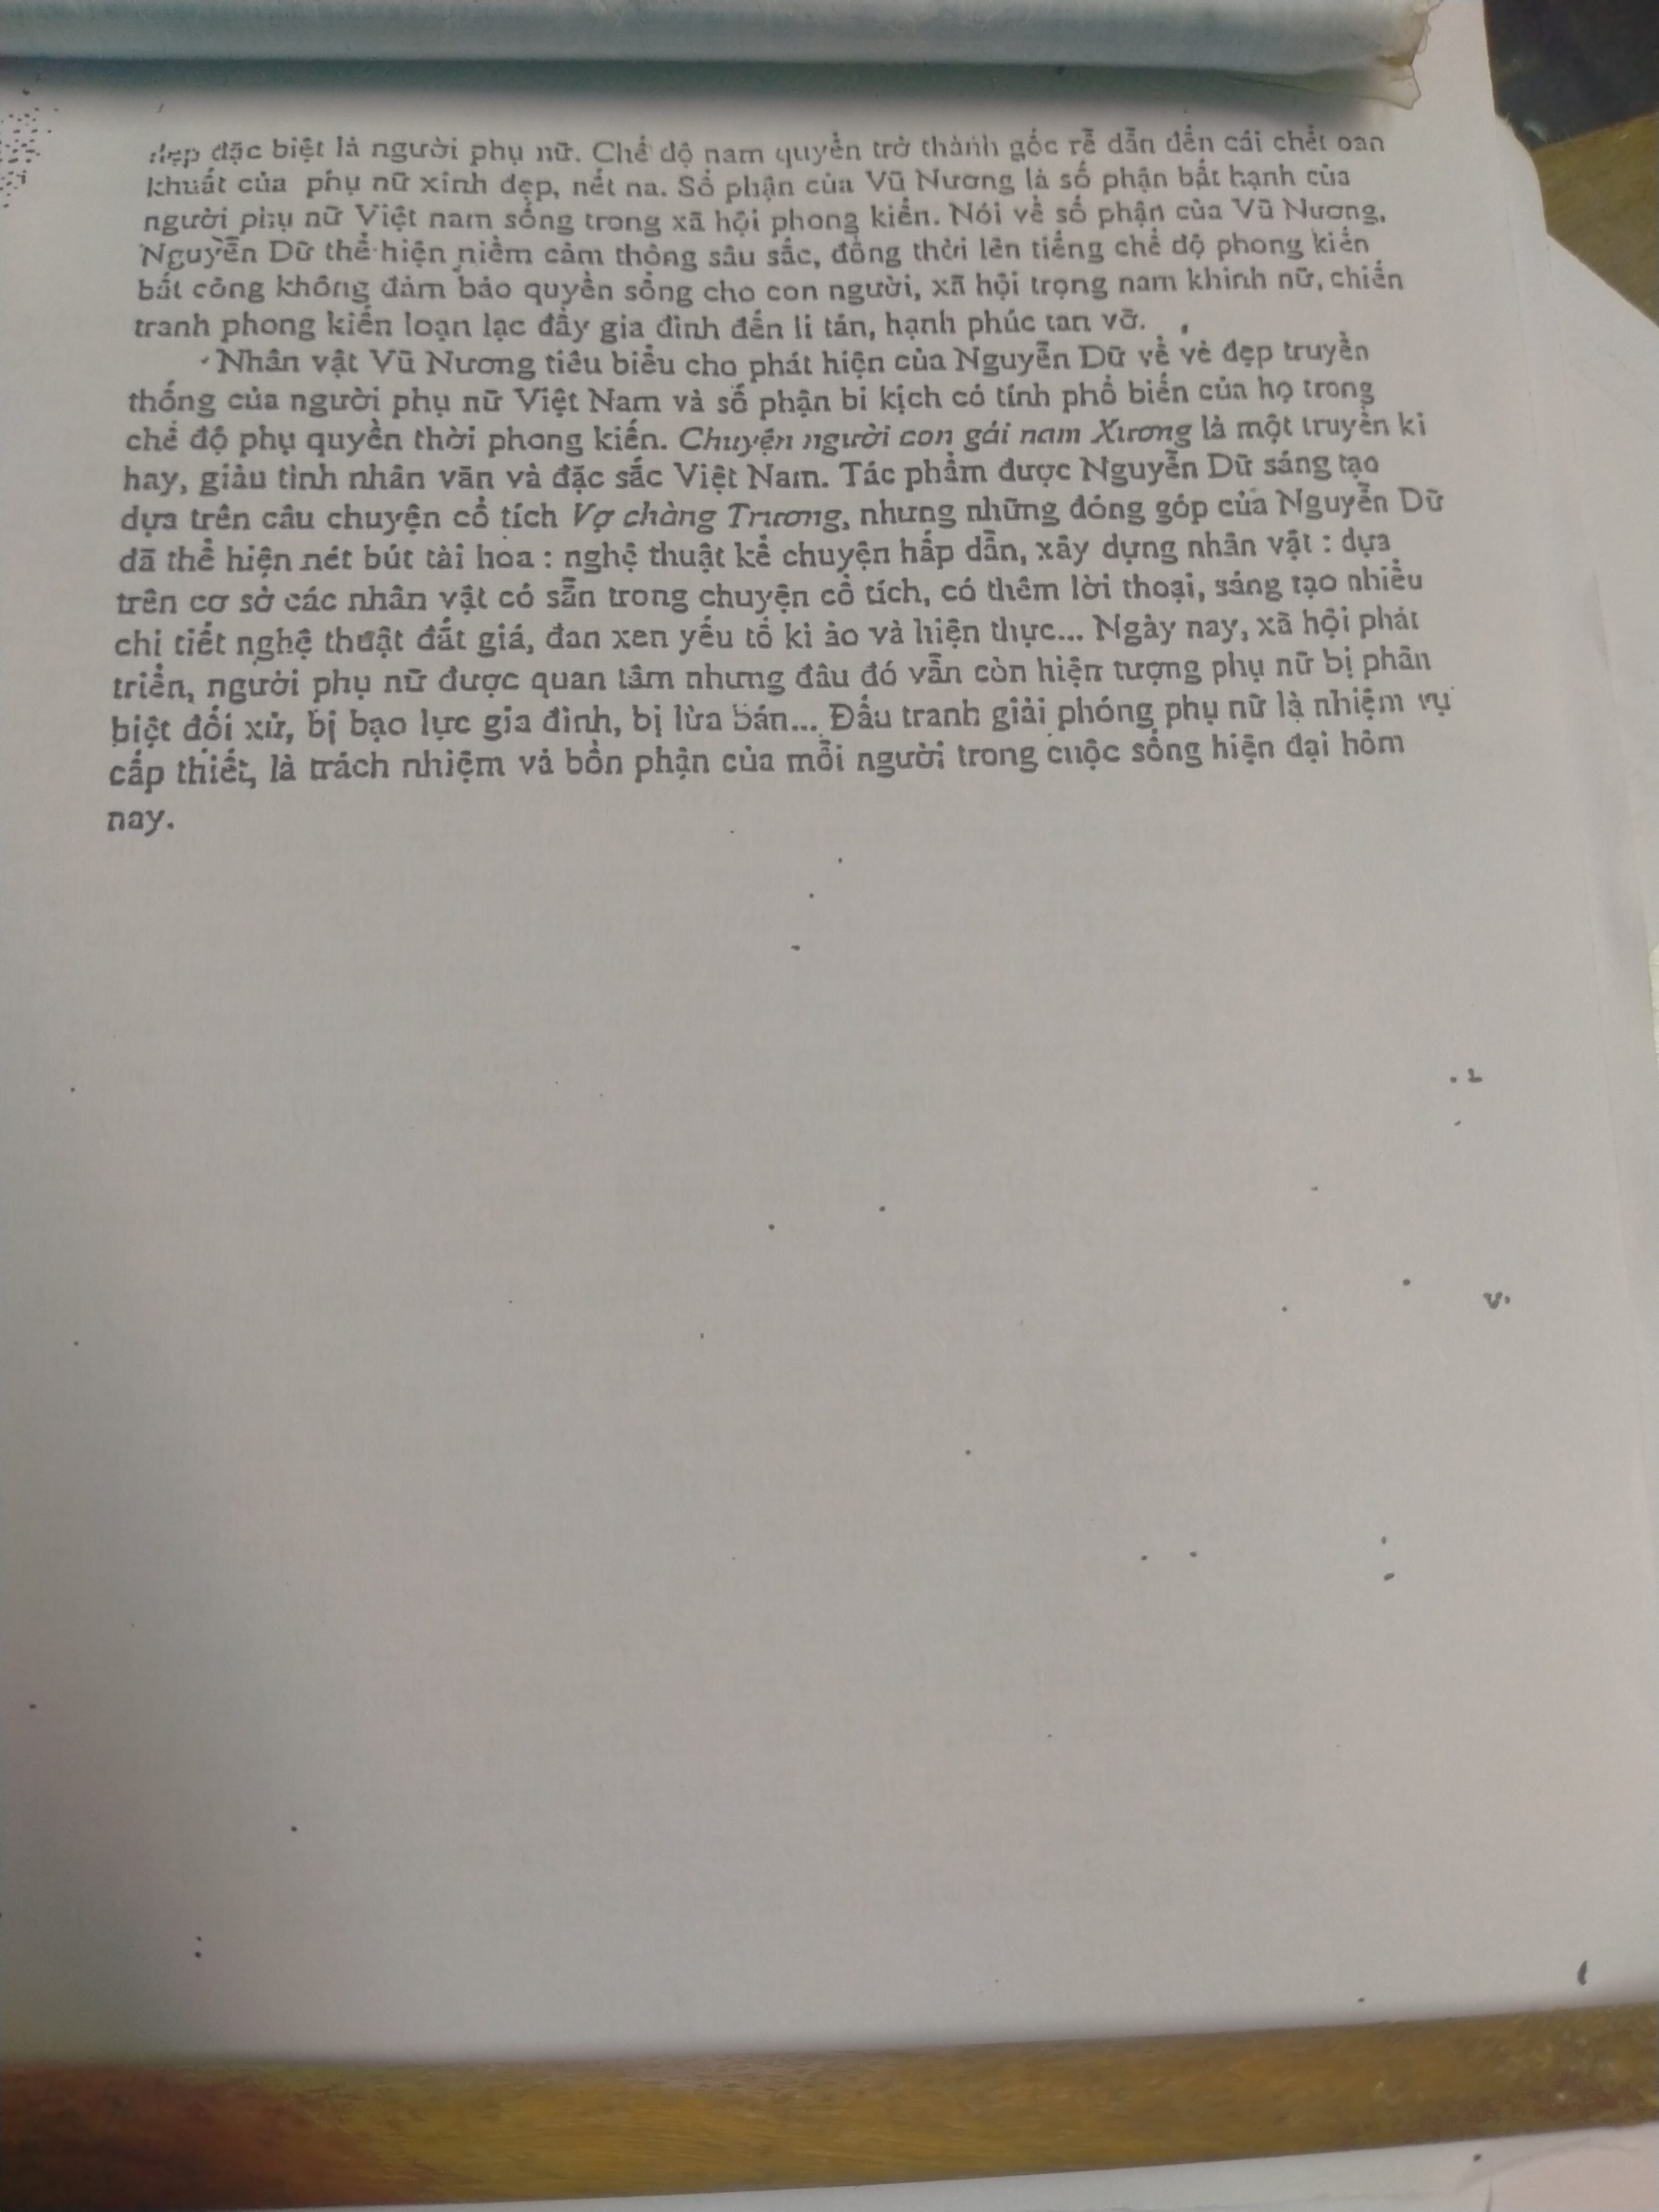 đẹp đặc biệt là người phụ nữ. Chế độ nam quyền trở thành gốc rễ dẫn đến cái chết oan
khuất của phụ nữ xinh đẹp, nết na. Số phận của Vũ Nương là số phận bất hạnh của
người phụ nữ Việt nam sống trong xã hội phong kiến. Nói về số phận của Vũ Nương,
Nguyễn Dữ thể hiện niềm cảm thông sâu sắc, đồng thời lên tiếng chế độ phong kiến
bất công không đảm bảo quyền sống cho con người, xã hội trọng nam khinh nữ, chiến
tranh phong kiến loạn lạc đẩy gia đình đến li tán, hạnh phúc tan vỡ.
Nhân vật Vũ Nương tiêu biểu cho phát hiện của Nguyễn Dữ về vẻ đẹp truyền
thống của người phụ nữ Việt Nam và số phận bi kịch có tính phổ biến của họ trong
chế độ phụ quyền thời phong kiến. Chuyện người con gái nam Xương là một truyền kì
hay, giàu tình nhân văn và đặc sắc Việt Nam. Tác phẩm được Nguyễn Dữ sáng tạo
dựa trên câu chuyện cổ tích Vợ chàng Trương, nhưng những đóng góp của Nguyễn Dữ
đã thể hiện nét bút tài hoa : nghệ thuật kể chuyện hấp dẫn, xây dựng nhân vật : dựa
trên cơ sở các nhân vật có sẵn trong chuyện cổ tích, có thêm lời thoại, sáng tạo nhiều
chi tiết nghệ thuật đắt giá, đan xen yếu tố kì ảo và hiện thực... Ngày nay, xã hội phát
triển, người phụ nữ được quan tâm nhưng đâu đó vẫn còn hiện tượng phụ nữ bị phân
biệt đối xử, bị bạo lực gia đình, bị lừa bán... Đấu tranh giải phóng phụ nữ là nhiệm vụ
cấp thiết, là trách nhiệm và bổn phận của mỗi người trong cuộc sống hiện đại hôm
nay.